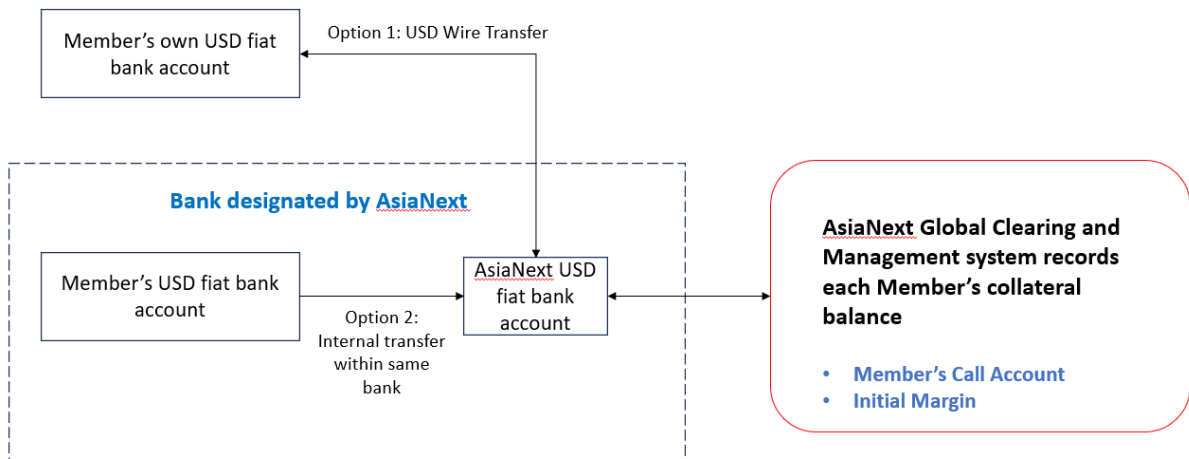 Member’s own USD fiat
bank account
Option 1: USD Wire Transfer
Bank designated by AsiaNext
Member’s USD fiat bank
account
Option 2:
Internal transfer
within same
bank
AsiaNext USD
fiat bank
account
AsiaNext Global Clearing and
Management system records
each Member’s collateral
balance
• Member’s Call Account
• Initial Margin